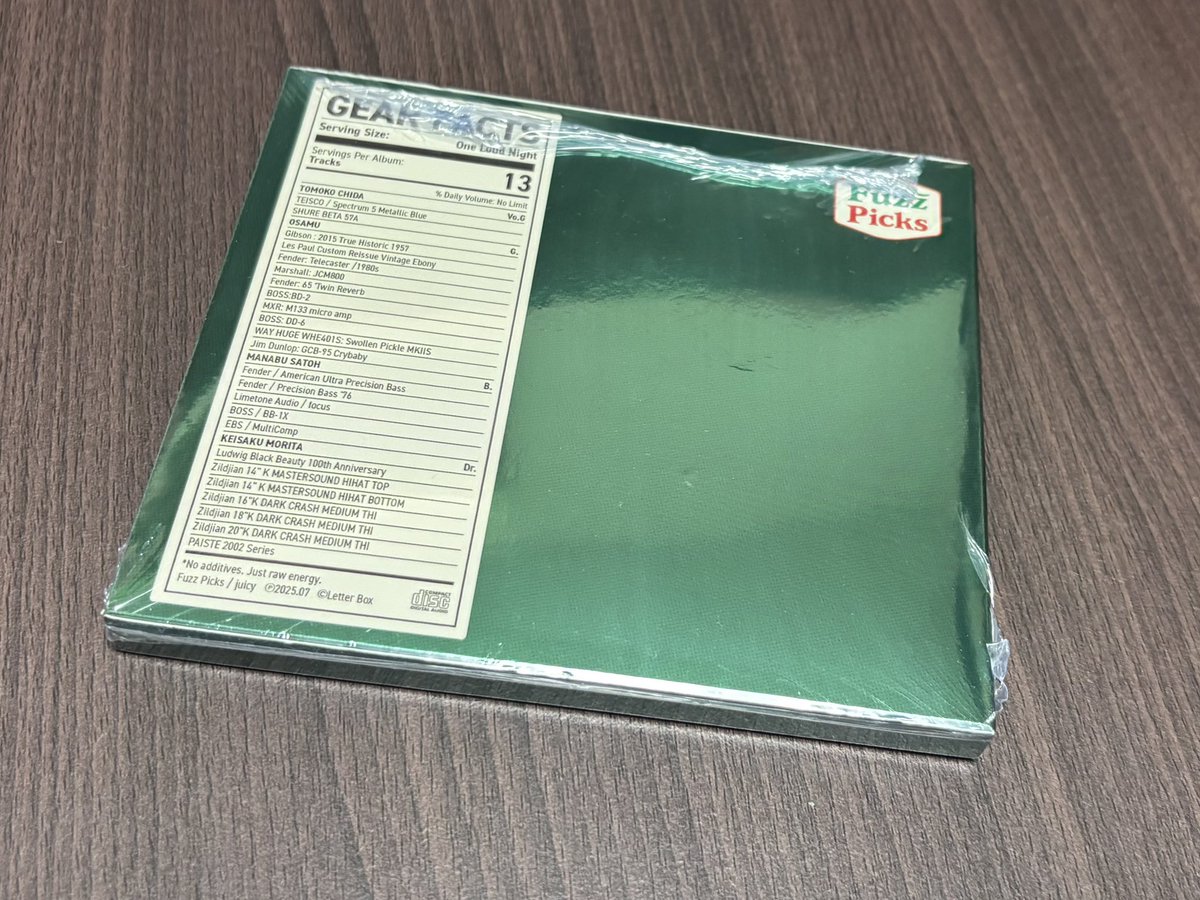 GEAR FACTS
Serving Size:
One Loud Night
Servings Per Album:
Tracks
13
% Daily Volume: No Limit
TOMOKO CHIDA Vo.G
TEISCO / Spectrum 5 Metallic Blue
SHURE BETA 57A
OSAMU G.
Gibson : 2015 True Historic 1957
Les Paul Custom Reissue Vintage Ebony
Fender: Telecaster /1980s
Marshall: JCM800
Fender: 65 'Twin Reverb
BOSS:BD-2
MXR: M133 micro amp
BOSS: DD-6
WAY HUGE WHE401S: Swollen Pickle MKIIS
Jim Dunlop: GCB-95 Crybaby
MANABU SATOH B.
Fender / American Ultra Precision Bass
Fender / Precision Bass '76
Limetone Audio / focus
BOSS / BB-1X
EBS / MultiComp
KEISAKU MORITA Dr.
Ludwig Black Beauty 100th Anniversary
Zildjian 14" K MASTERSOUND HIHAT TOP
Zildjian 14" K MASTERSOUND HIHAT BOTTOM
Zildjian 16"K DARK CRASH MEDIUM THI
Zildjian 18"K DARK CRASH MEDIUM THI
Zildjian 20"K DARK CRASH MEDIUM THI
PAISTE 2002 Series
*No additives. Just raw energy.
Fuzz Picks / juicy ℗2025.07 ©Letter Box
COMPACT
disc
DIGITAL AUDIO
Fuzz
Picks